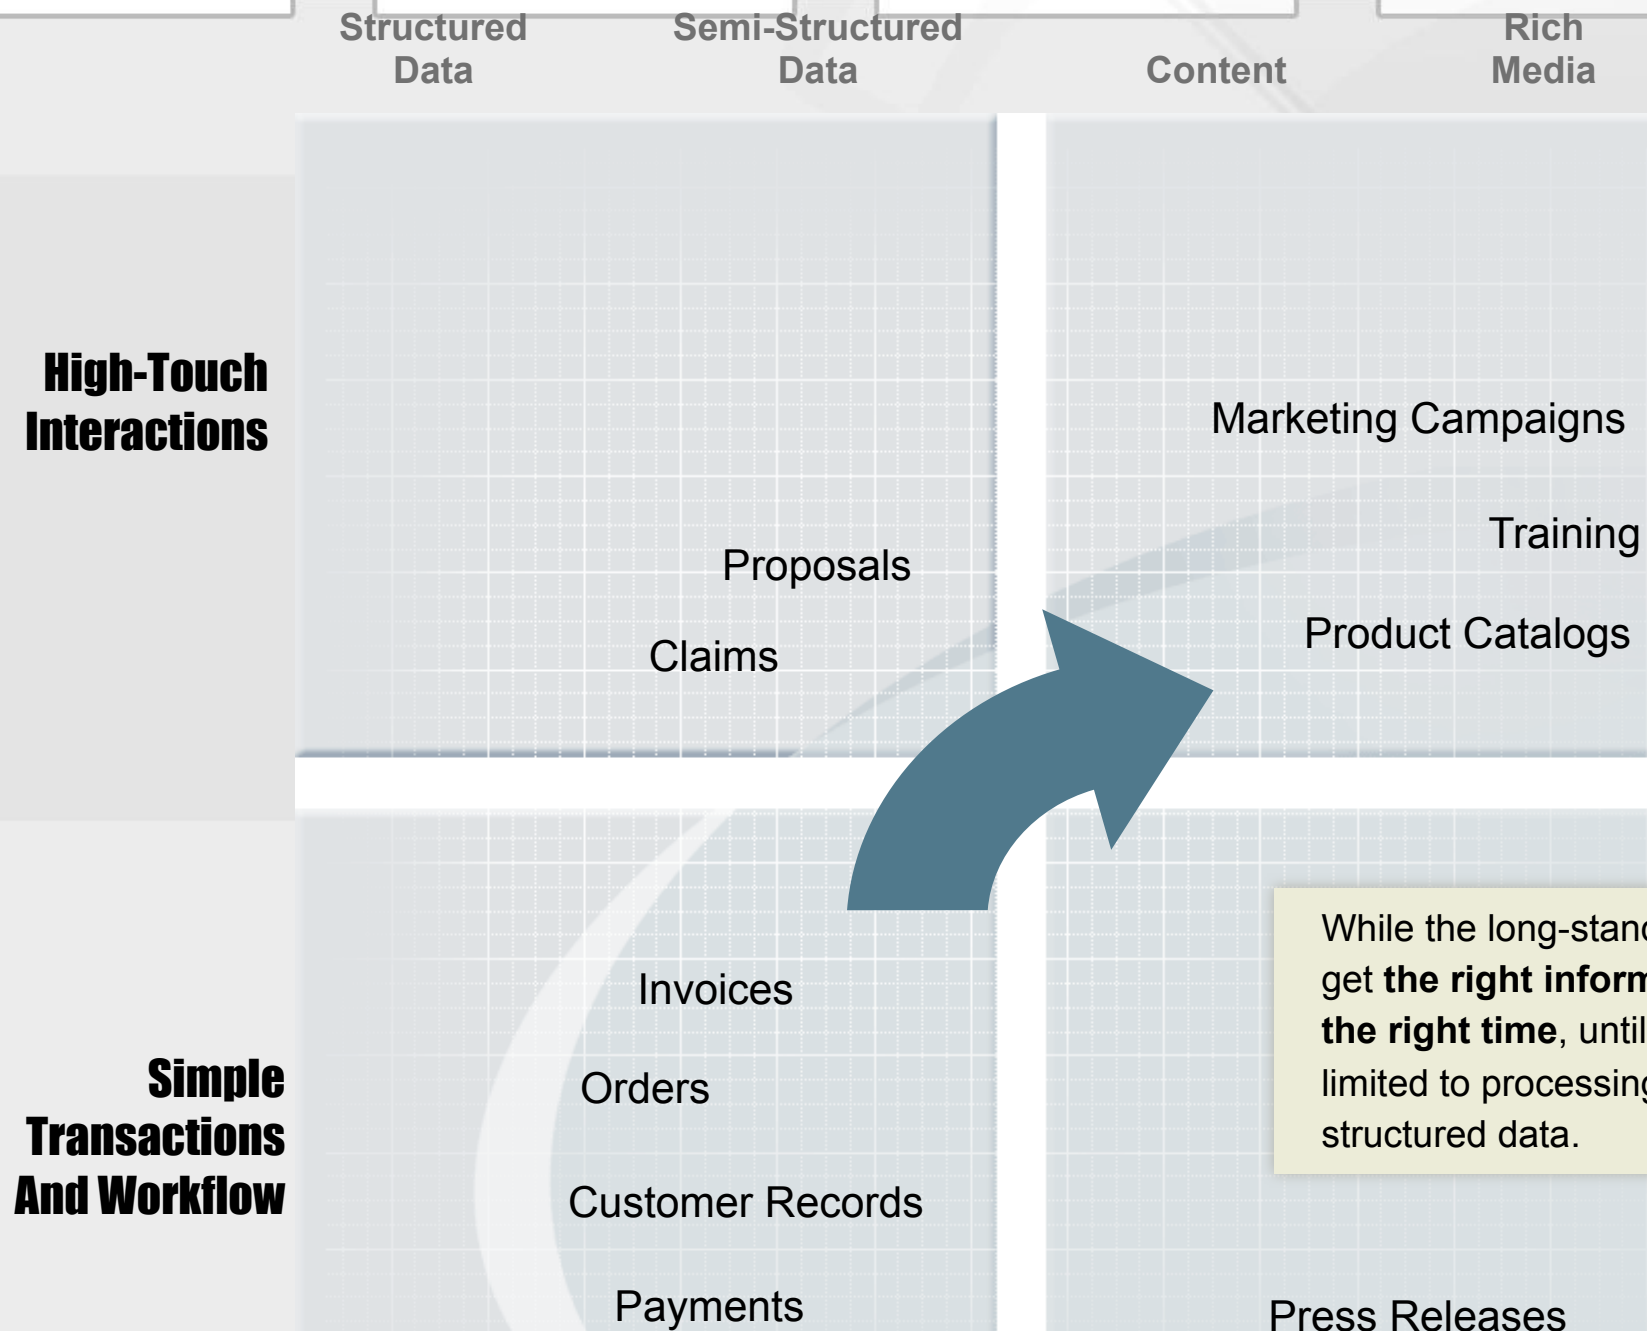 Structured
Data
Semi-Structured
Data
Content
Rich
Media
High-Touch
Interactions
Marketing Campaigns
Training
Proposals
Product Catalogs
Claims
While the long-stand
get the right inform
the right time, until
limited to processing
structured data.
Invoices
Simple
Transactions
And Workflow
Orders
Customer Records
Payments
Press Releases